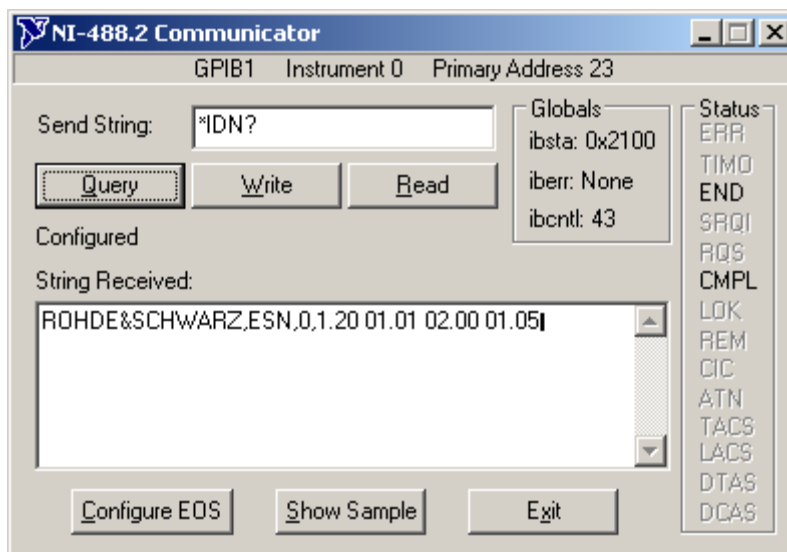 NI-488.2 Communicator
GPIB1 Instrument 0 Primary Address 23
Send String: *IDN?
Query Write Read
Configured
String Received:
ROHDE&SCHWARZ,ESN,0,1.20 01.01 02.00 01.05
Configure EOS Show Sample Exit
Globals
ibsta: 0x2100
iberr: None
ibcntl: 43
Status
ERR
TIMO
END
SRQI
RQS
CMPL
LOK
REM
CIC
ATN
TACS
LACS
DTAS
DCAS